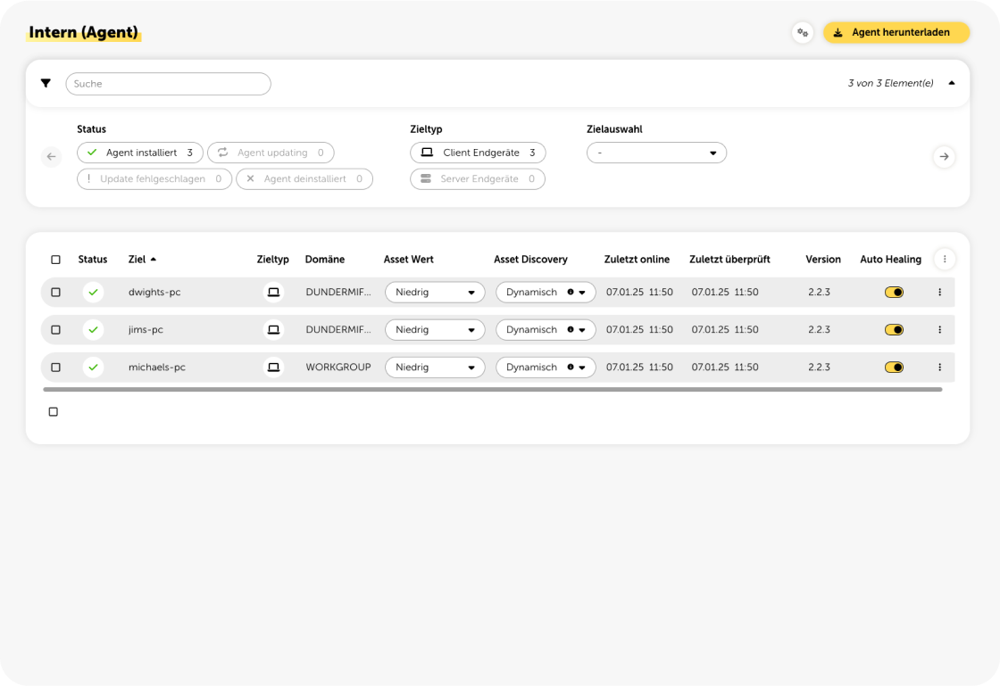 Intern (Agent)
Agent herunterladen
Suche
3 von 3 Element(e)
Status
Zieltyp
Zielauswahl
Agent installiert 3
Agent updating 0
Client Endgeräte 3
-
Update fehlgeschlagen 0
Agent deinstalliert 0
Server Endgeräte 0
Status Ziel Zieltyp Domäne Asset Wert Asset Discovery Zuletzt online Zuletzt überprüft Version Auto Healing
dwights-pc DUNDERMIF... Niedrig Dynamisch 07.01.25 11:50 07.01.25 11:50 2.2.3
jims-pc DUNDERMIF... Niedrig Dynamisch 07.01.25 11:50 07.01.25 11:50 2.2.3
michaels-pc WORKGROUP Niedrig Dynamisch 07.01.25 11:50 07.01.25 11:50 2.2.3